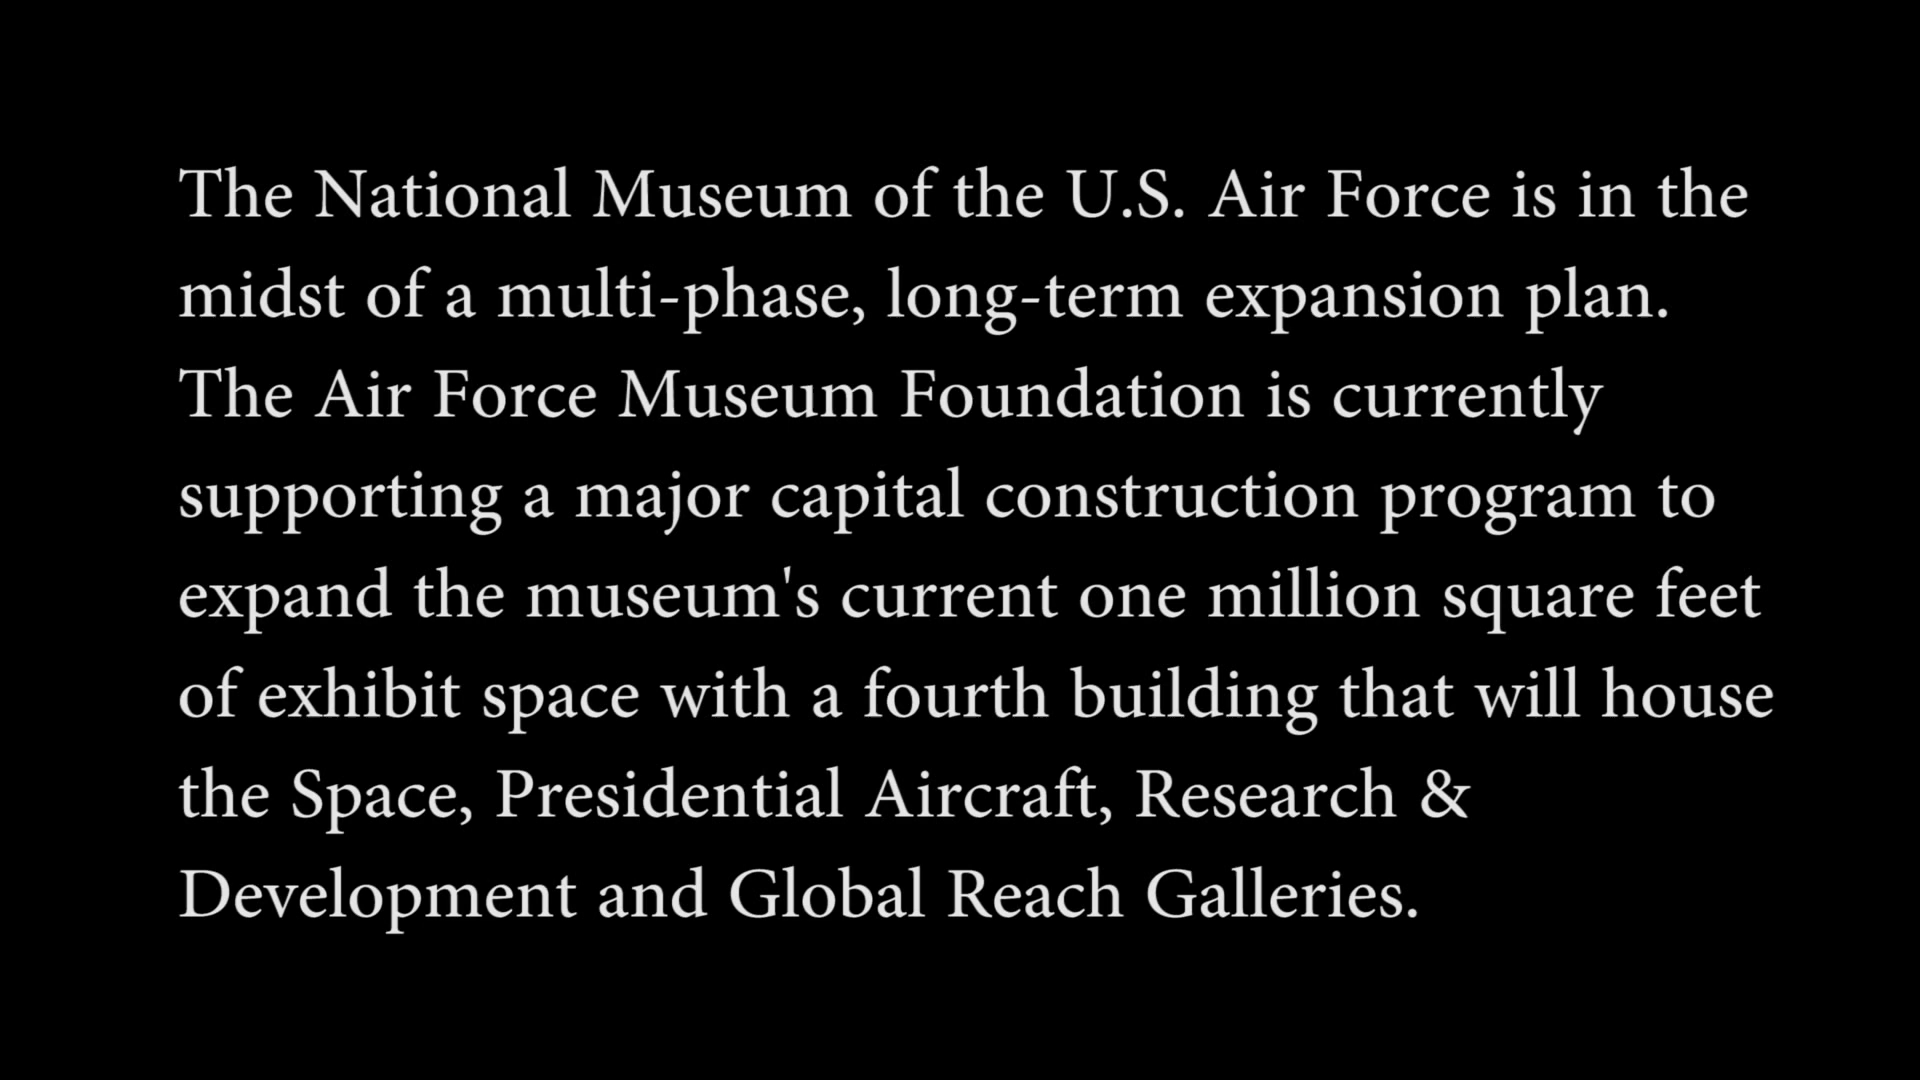 The National Museum of the U.S. Air Force is in the
midst of a multi-phase, long-term expansion plan.
The Air Force Museum Foundation is currently
supporting a major capital construction program to
expand the museum's current one million square feet
of exhibit space with a fourth building that will house
the Space, Presidential Aircraft, Research &
Development and Global Reach Galleries.